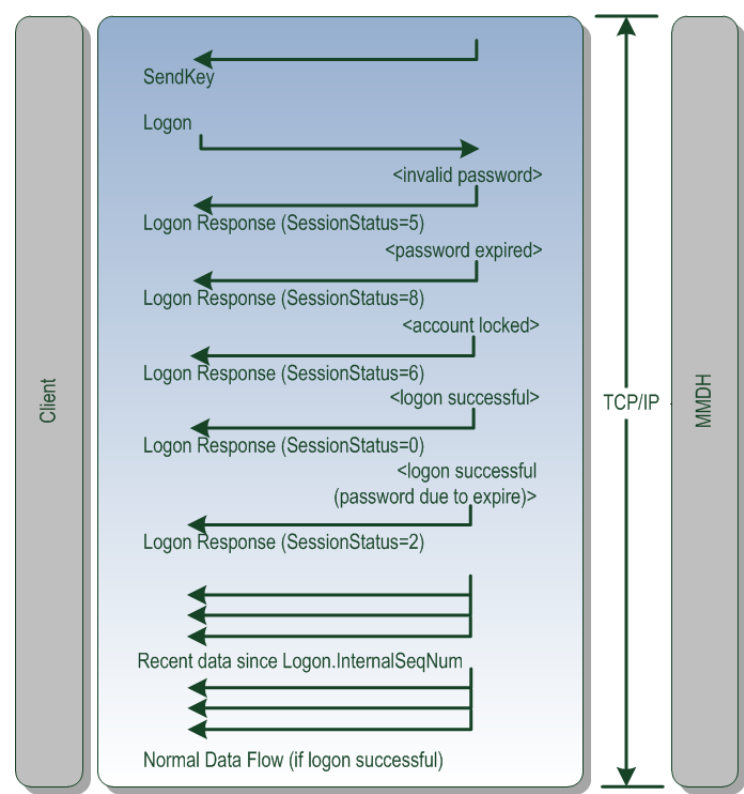 SendKey
Logon
<invalid password>
Logon Response (SessionStatus=5)
<password expired>
Logon Response (SessionStatus=8)
<account locked>
Logon Response (SessionStatus=6)
<logon successful>
Logon Response (SessionStatus=0)
<logon successful
(password due to expire)>
Logon Response (SessionStatus=2)
Recent data since Logon.InternalSeqNum
Normal Data Flow (if logon successful)
Client
TCP/IP
MMDH